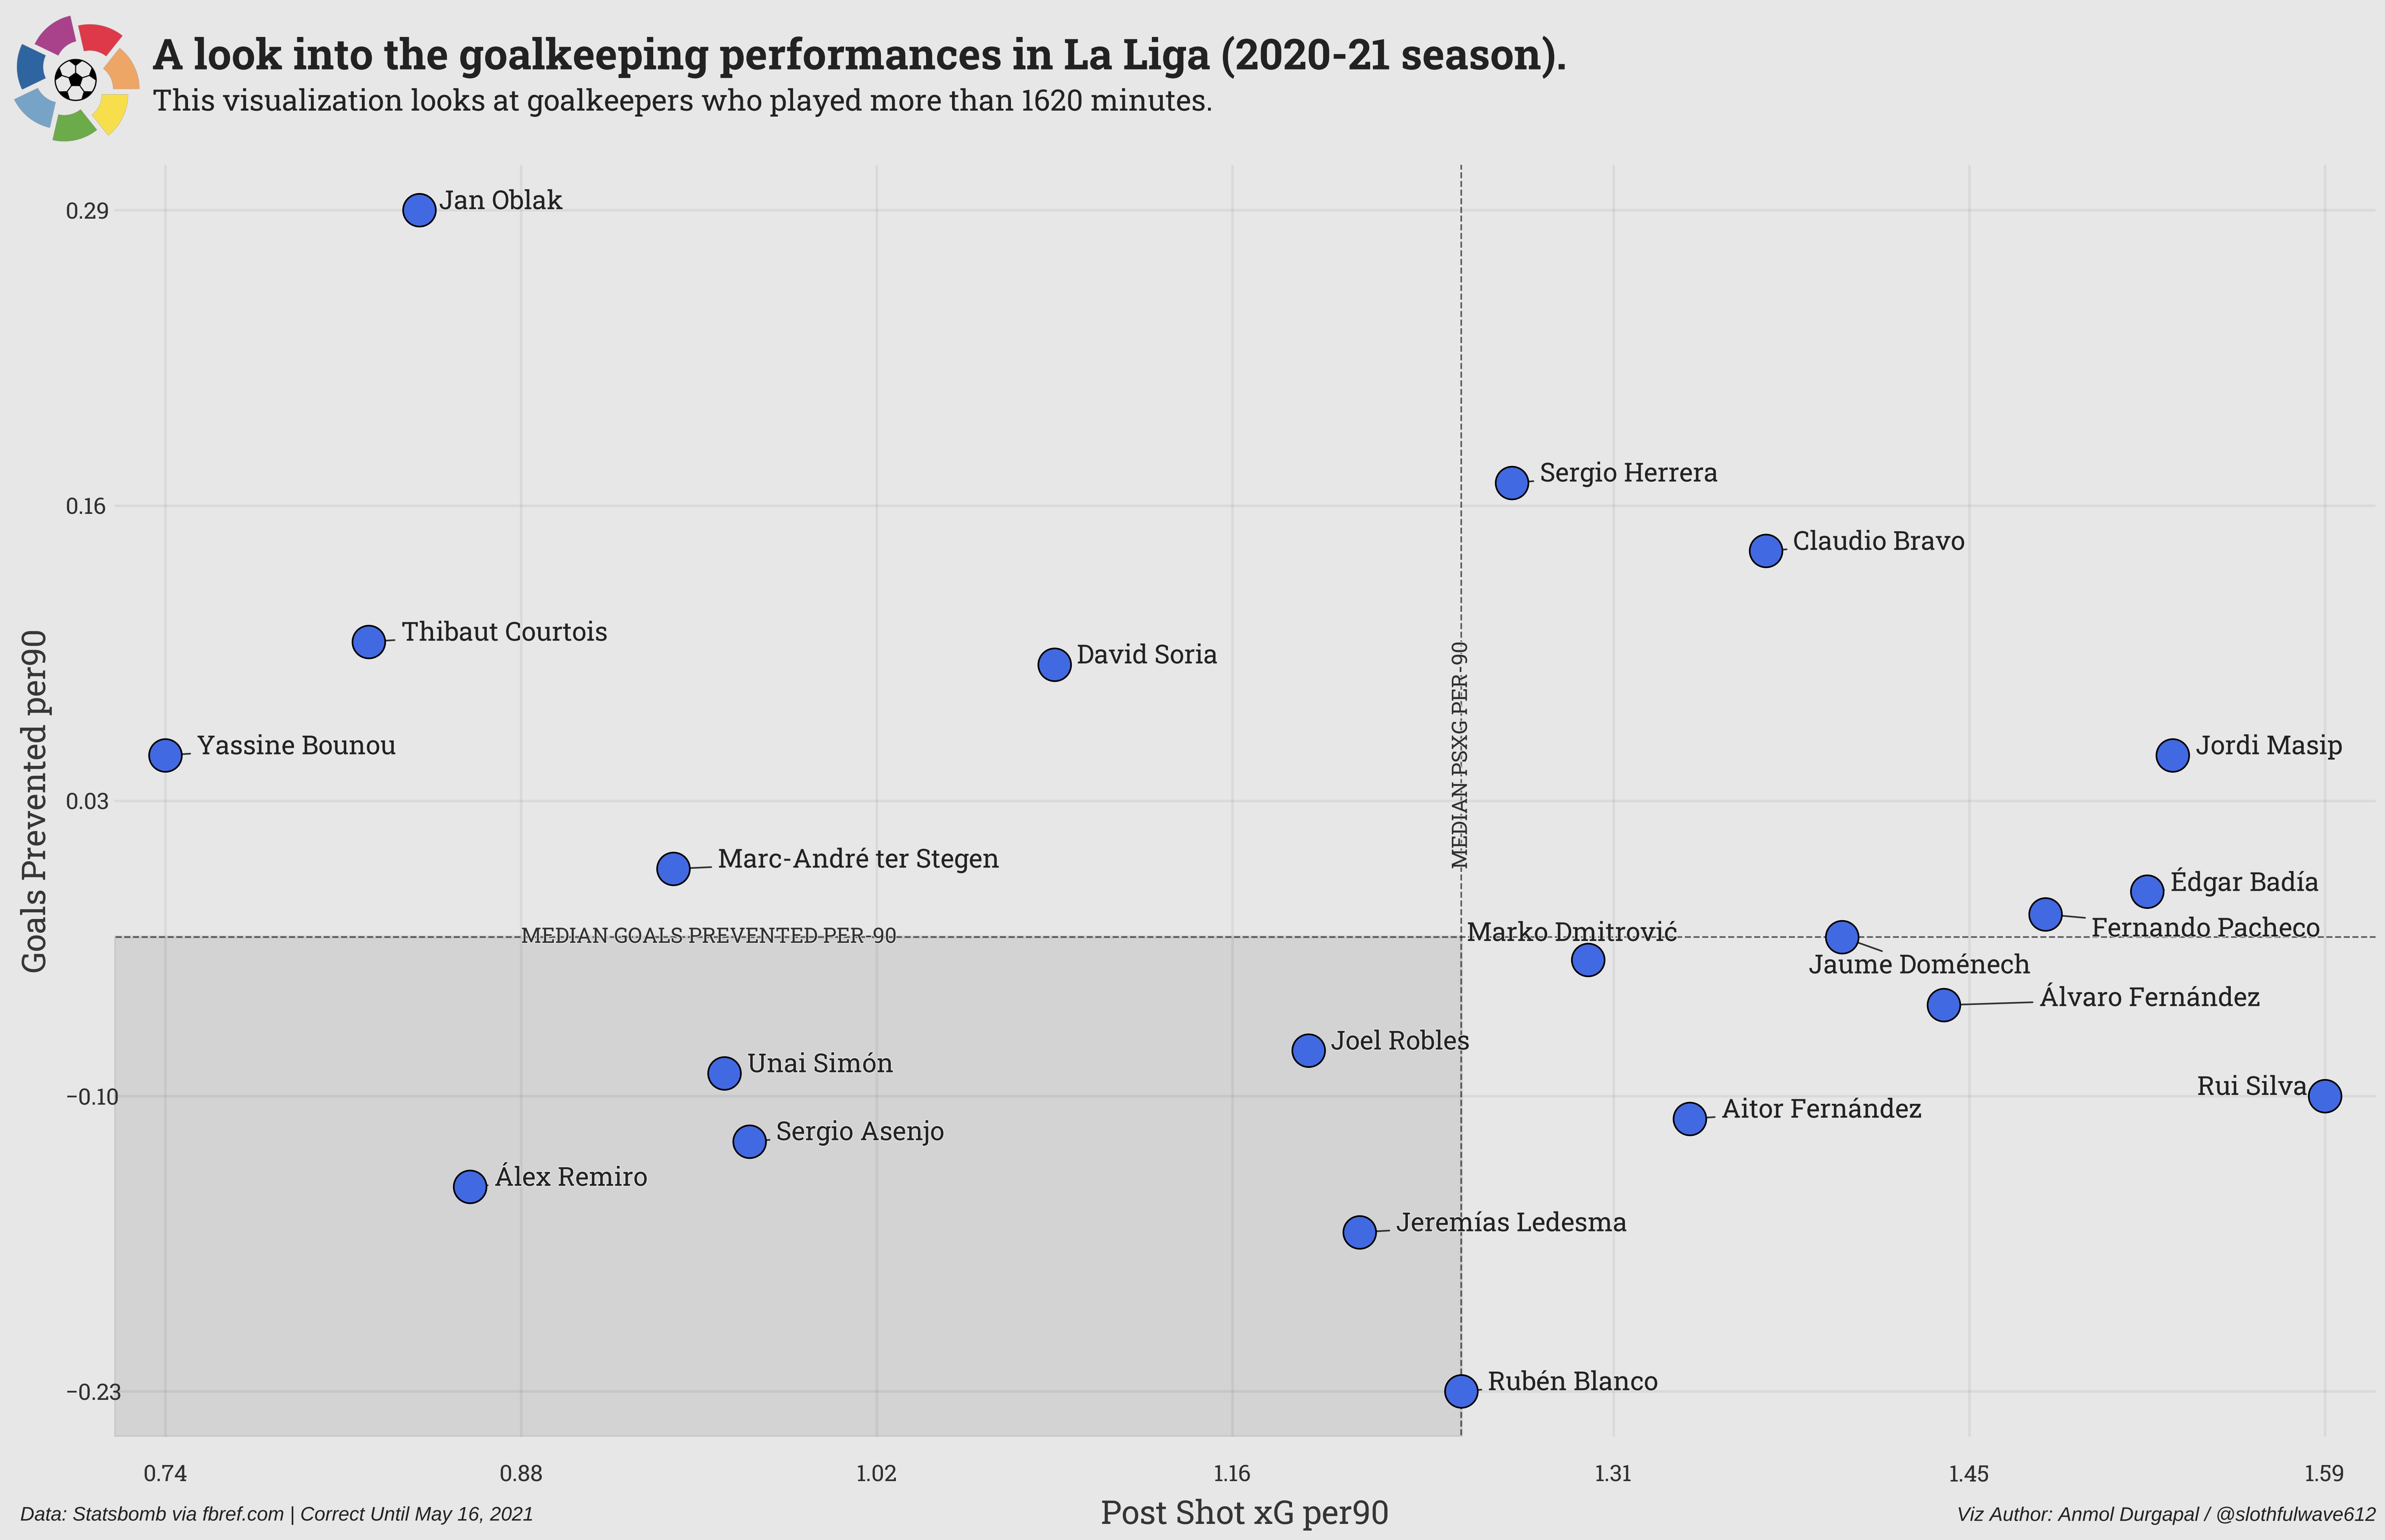 A look into the goalkeeping performances in La Liga (2020-21 season).
This visualization looks at goalkeepers who played more than 1620 minutes.
Goals Prevented per90
0.29
0.16
0.03
−0.10
−0.23
Jan Oblak
Sergio Herrera
Claudio Bravo
Thibaut Courtois
David Soria
Yassine Bounou
Jordi Masip
MEDIAN PSXG PER-90
Marc-André ter Stegen
Édgar Badía
Fernando Pacheco
MEDIAN GOALS PREVENTED PER-90
Marko Dmitrović
Jaume Doménech
Álvaro Fernández
Joel Robles
Unai Simón
Rui Silva
Aitor Fernández
Sergio Asenjo
Álex Remiro
Jeremías Ledesma
Rubén Blanco
0.74
0.88
1.02
1.16
1.31
1.45
1.59
Post Shot xG per90
Data: Statsbomb via fbref.com | Correct Until May 16, 2021
Viz Author: Anmol Durgapal / @slothfulwave612